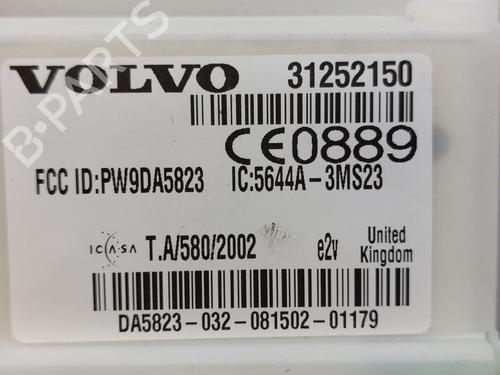 VOLVO 31252150
CE0889
FCC ID:PW9DA5823 IC:5644A-3MS23
ICASA T.A/580/2002 e2v United Kingdom
DA5823-032-081502-01179
B-PARTS